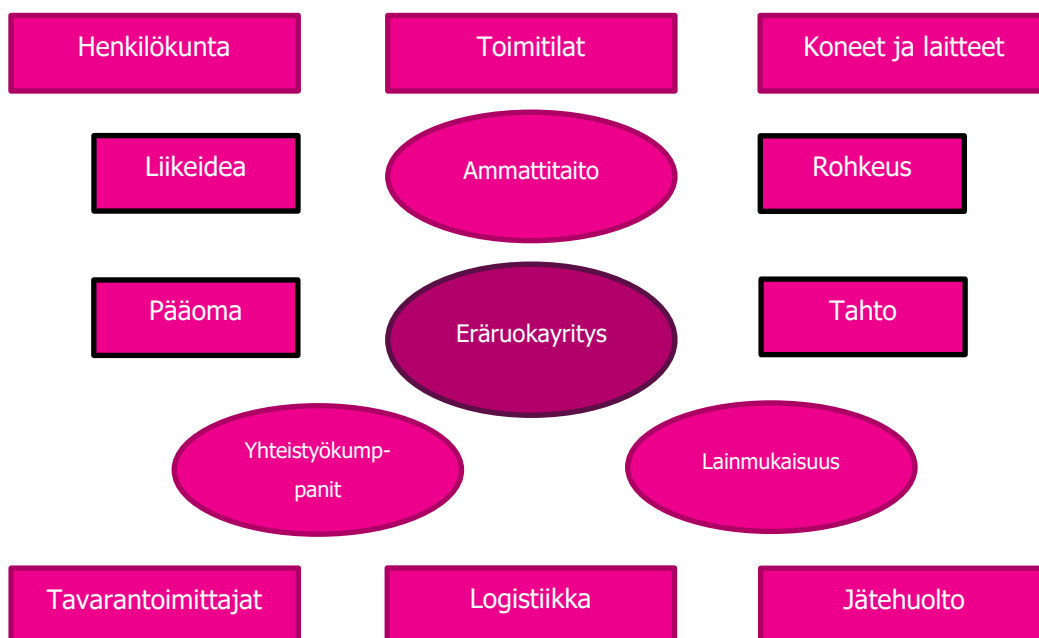 Henkilökunta
Toimitilat
Koneet ja laitteet
Liikeidea
Ammattitaito
Rohkeus
Pääoma
Eräruokayritys
Tahto
Yhteistyökump-
panit
Lainmukaisuus
Tavarantoimittajat
Logistiikka
Jätehuolto